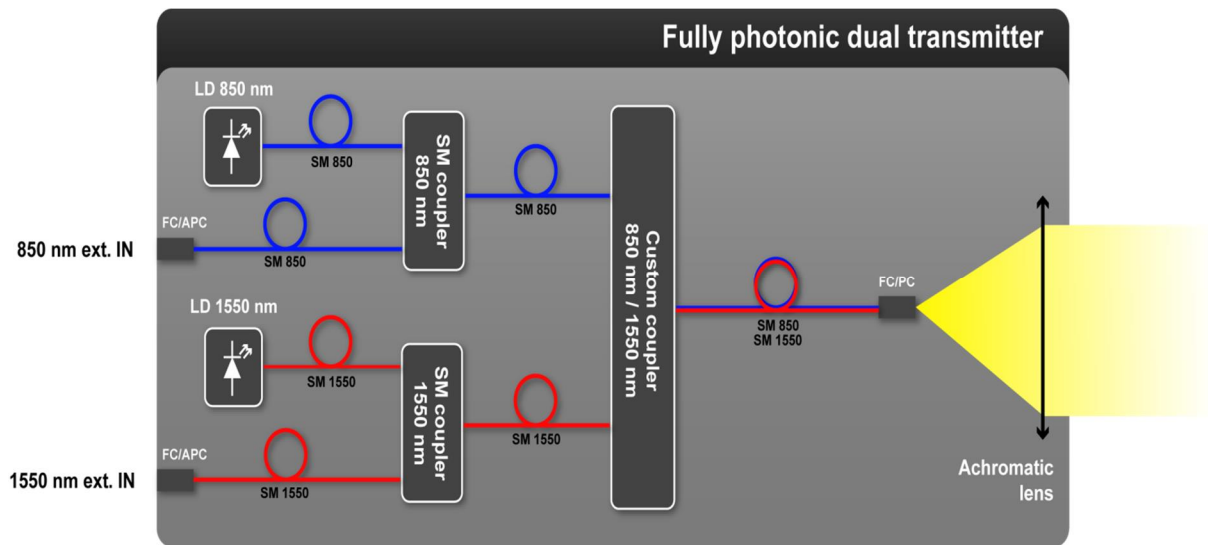 Fully photonic dual transmitter
LD 850 nm
SM 850
FC/APC
850 nm ext. IN
SM 850
SM coupler
850 nm
SM 850
LD 1550 nm
SM 1550
FC/APC
1550 nm ext. IN
SM 1550
SM coupler
1550 nm
SM 1550
Custom coupler
850 nm / 1550 nm
SM 850
SM 1550
FC/PC
Achromatic
lens